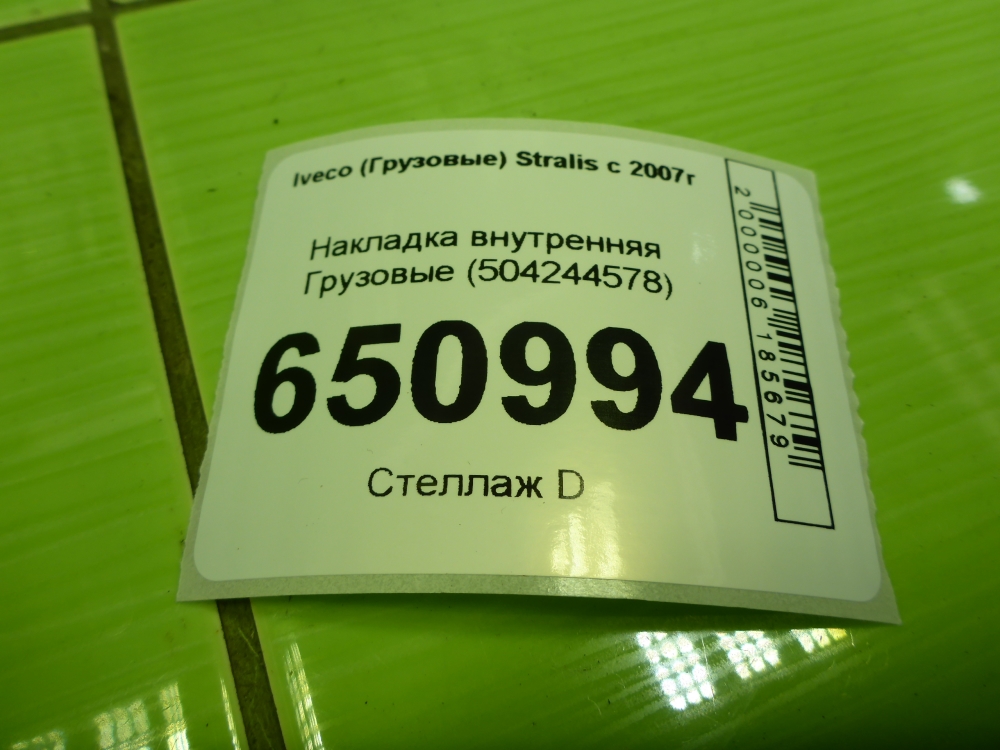 Iveco (Грузовые) Stralis с 2007г
Накладка внутренняя
Грузовые (504244578)
650994
Стеллаж D
2000006185679